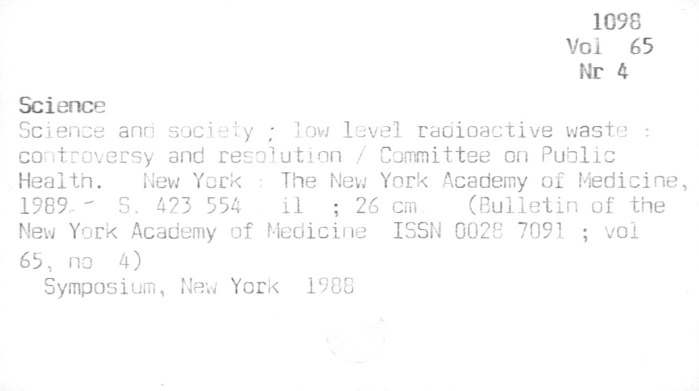 1098
Vol 65
Nr 4
Science
Science and society ; low level radioactive waste :
controversy and resolution / Committee on Public
Health. New York : The New York Academy of Medicine,
1989.- S. 423 554 il ; 26 cm (Bulletin of the
New York Academy of Medicine ISSN 0028 7091 ; vol
65, no 4)
Symposium, New York 1988